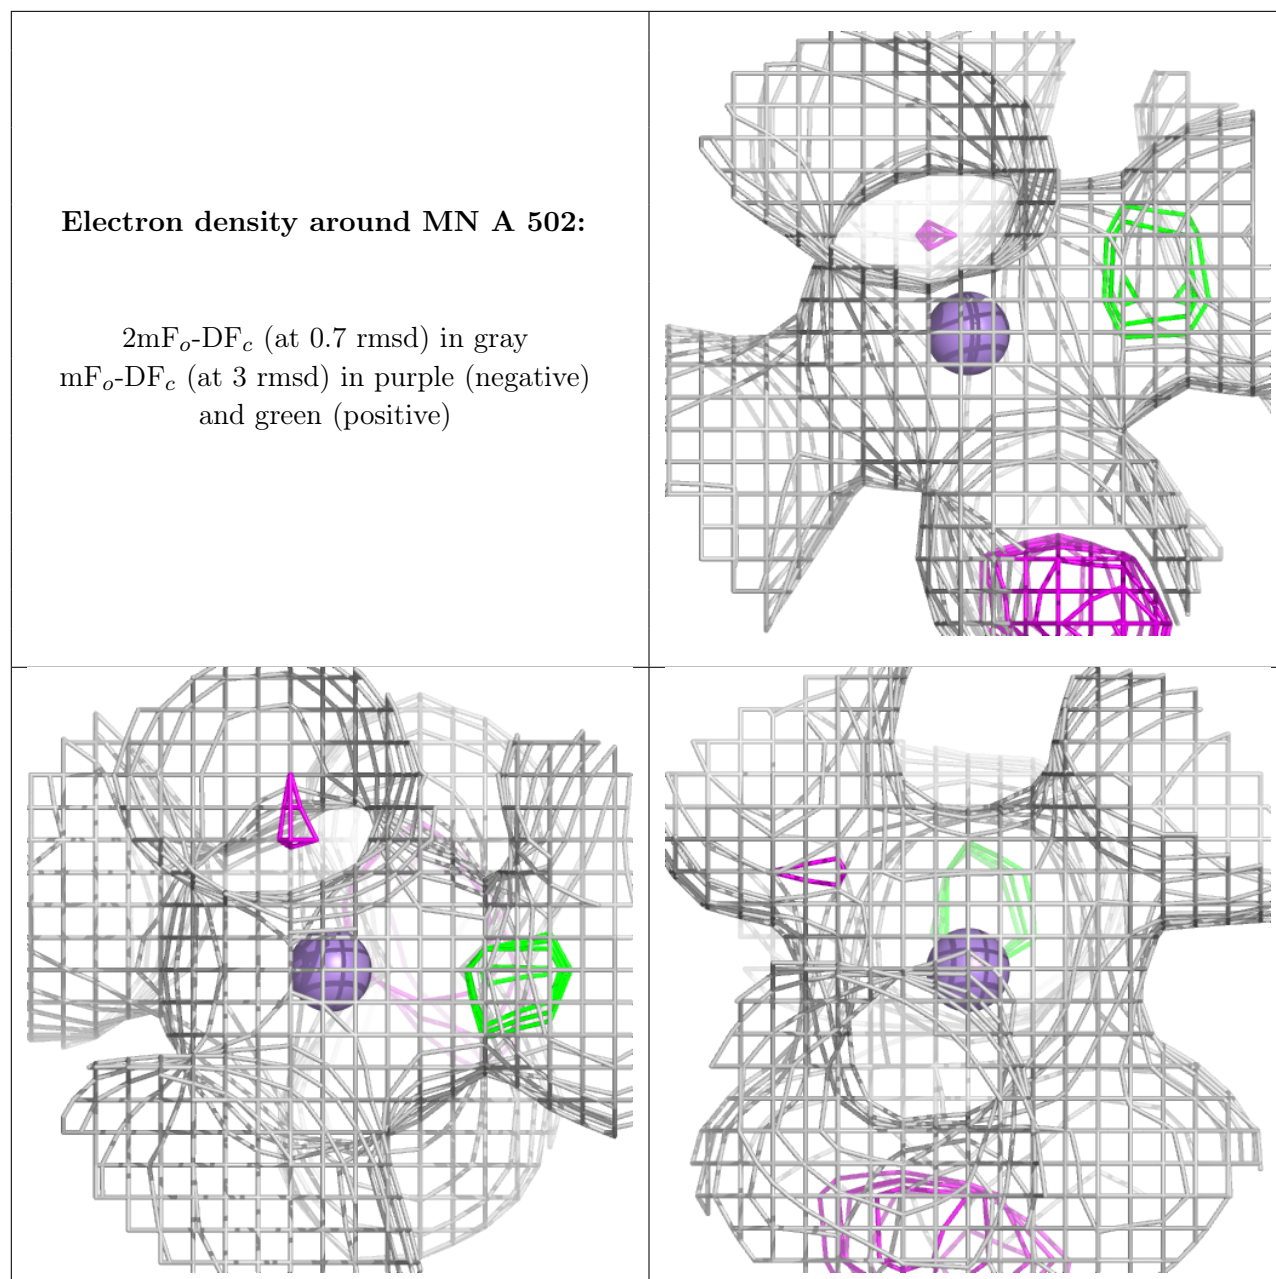 Electron density around MN A 502:
2mFo-DFc (at 0.7 rmsd) in gray
mFo-DFc (at 3 rmsd) in purple (negative)
and green (positive)